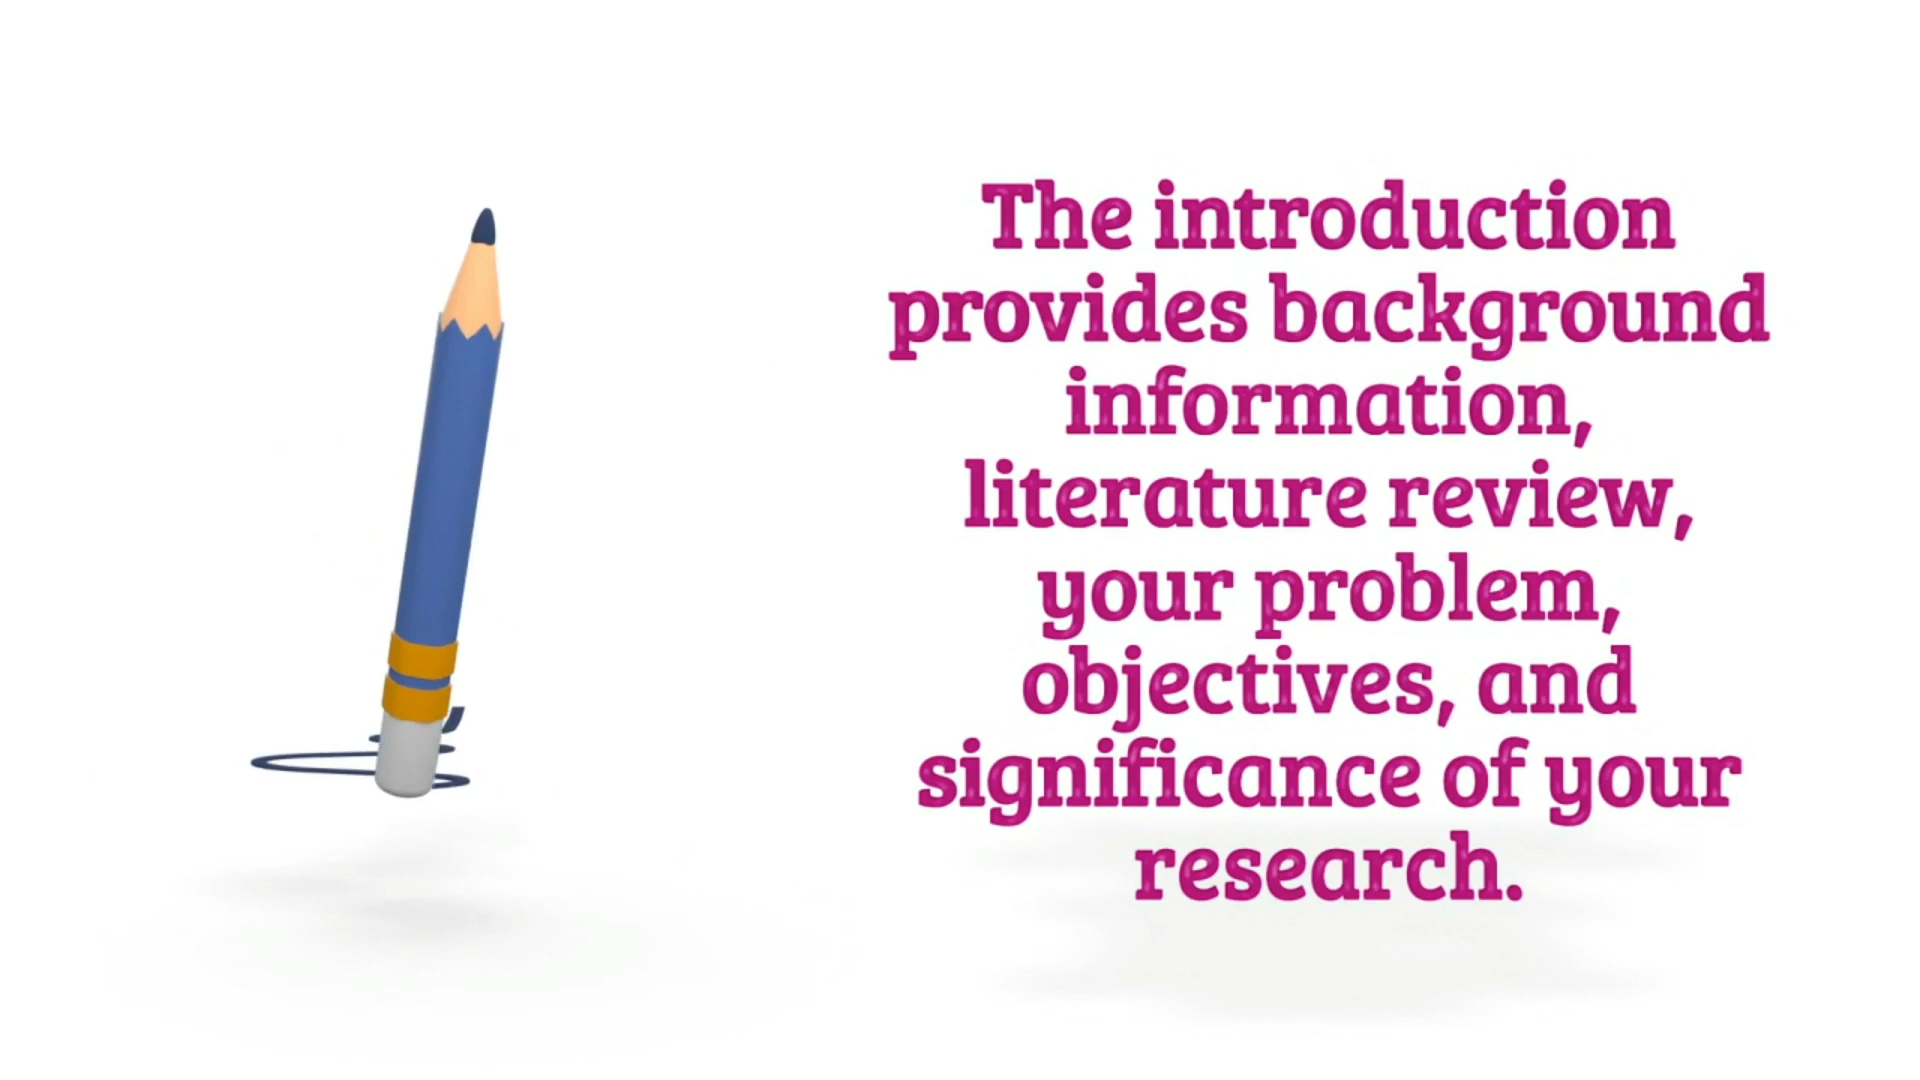 The introduction
provides background
information,
literature review,
your problem,
objectives, and
significance of your
research.